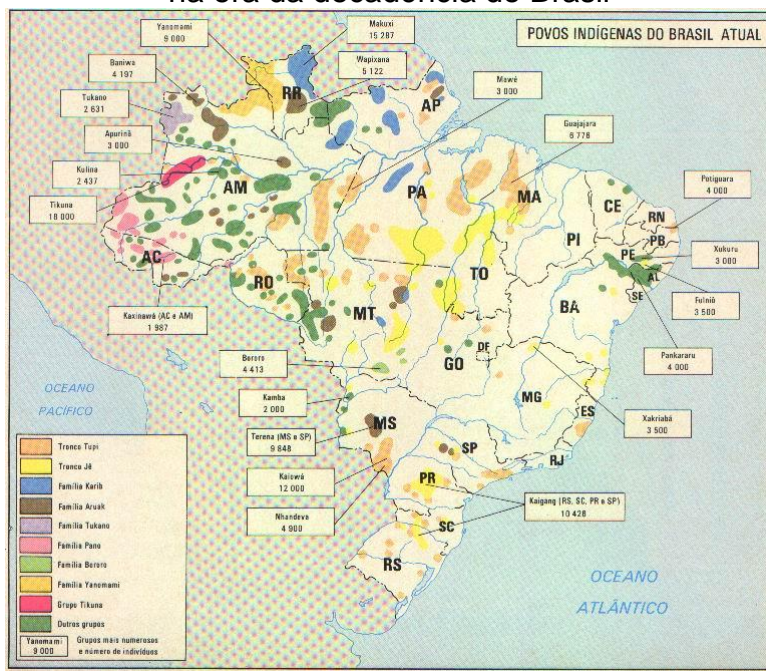 na era da decadência do Brasil
POVOS INDÍGENAS DO BRASIL ATUAL
Yanomami
9 000
Makuxi
15 287
Baniwa
4 197
Wapixana
5 122
Tukano
2 631
Mawé
3 000
Apurinã
3 000
Guajajara
6 776
Kulina
2 437
Tikuna
18 000
Potiguara
4 000
Xukuru
3 000
Kaxinawá (AC e AM)
1 987
Fulniô
3 500
Bororo
4 413
Pankararu
4 000
Kamba
2 000
Xakriabá
3 500
Terena (MS e SP)
9 848
Kaiowá
12 000
Kaigang (RS, SC, PR e SP)
10 426
Nhandeva
4 900
RR
AP
AM
PA
MA
CE
RN
PB
PE
AL
SE
PI
AC
RO
TO
BA
MT
DF
GO
MG
ES
MS
SP
RJ
PR
SC
RS
OCEANO
PACÍFICO
OCEANO
ATLÂNTICO
Tronco Tupi
Tronco Jê
Família Karib
Família Aruak
Família Tukano
Família Pano
Família Bororo
Família Yanomami
Grupo Tikuna
Outros grupos
Yanomami
9 000
Grupos mais numerosos
e número de indivíduos